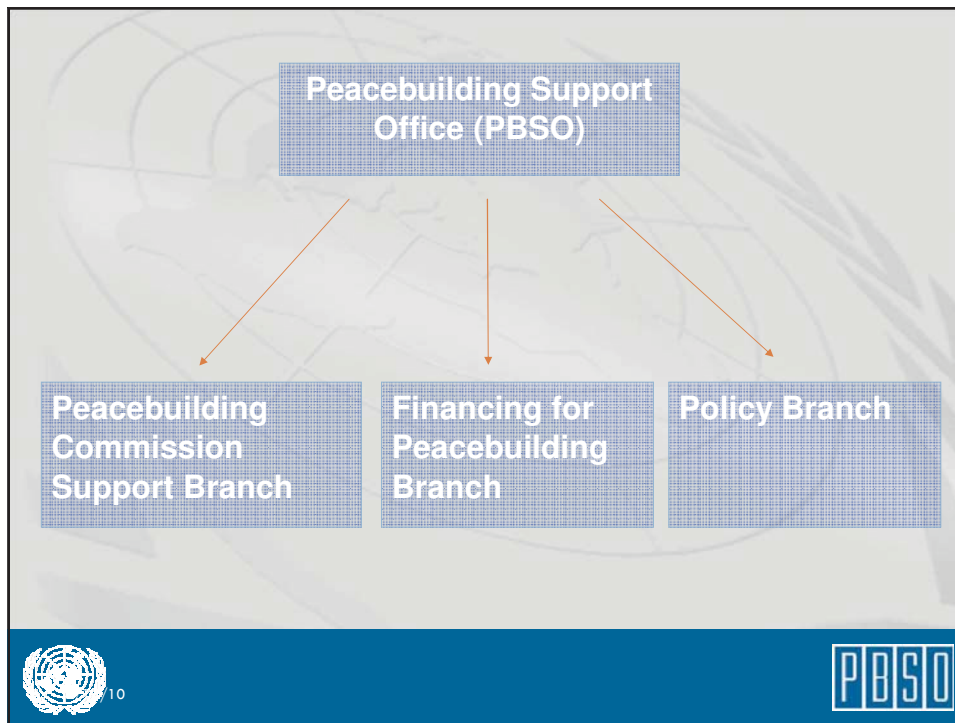 Peacebuilding Support
Office (PBSO)
Peacebuilding
Commission
Support Branch
Financing for
Peacebuilding
Branch
Policy Branch
/10
PBSO